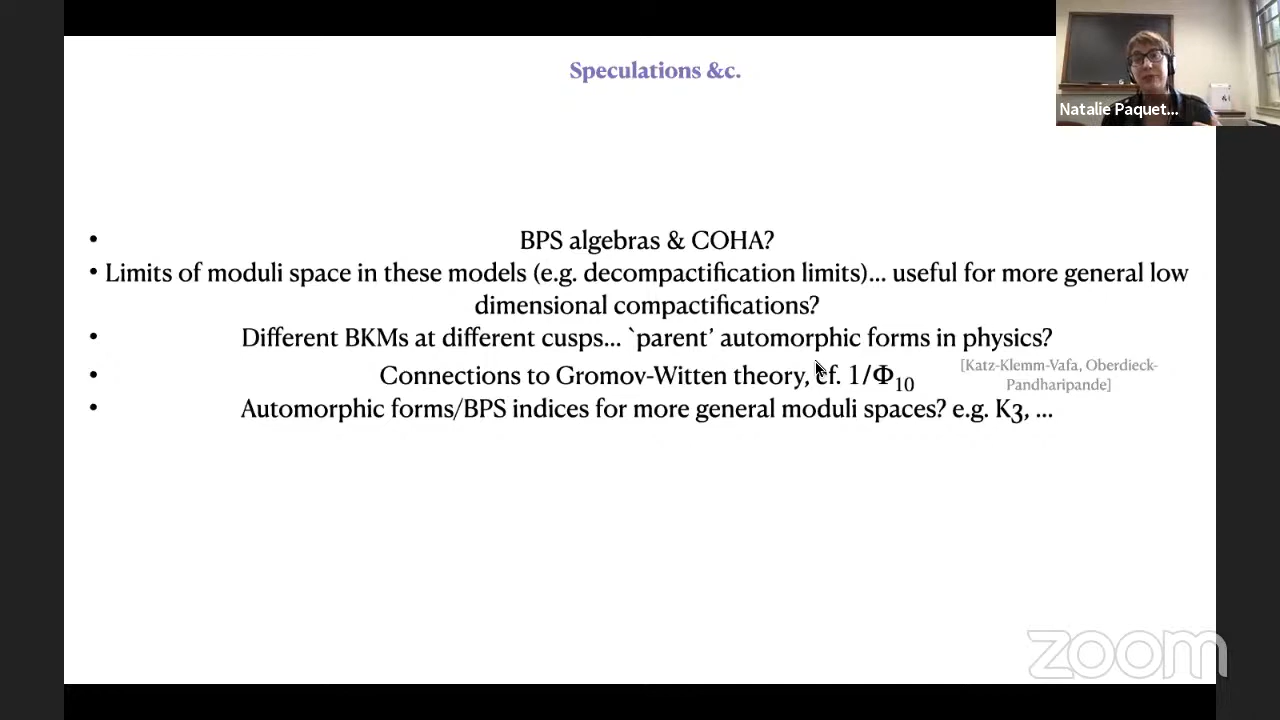 Speculations &c.
Natalie Paquet...
• BPS algebras & COHA?
• Limits of moduli space in these models (e.g. decompactification limits)... useful for more general low
dimensional compactifications?
• Different BKMs at different cusps... `parent’ automorphic forms in physics?
• Connections to Gromov-Witten theory, cf. 1/Φ₁₀
[Katz-Klemm-Vafa, Oberdieck-
Pandharipande]
• Automorphic forms/BPS indices for more general moduli spaces? e.g. K3, ...
zoom